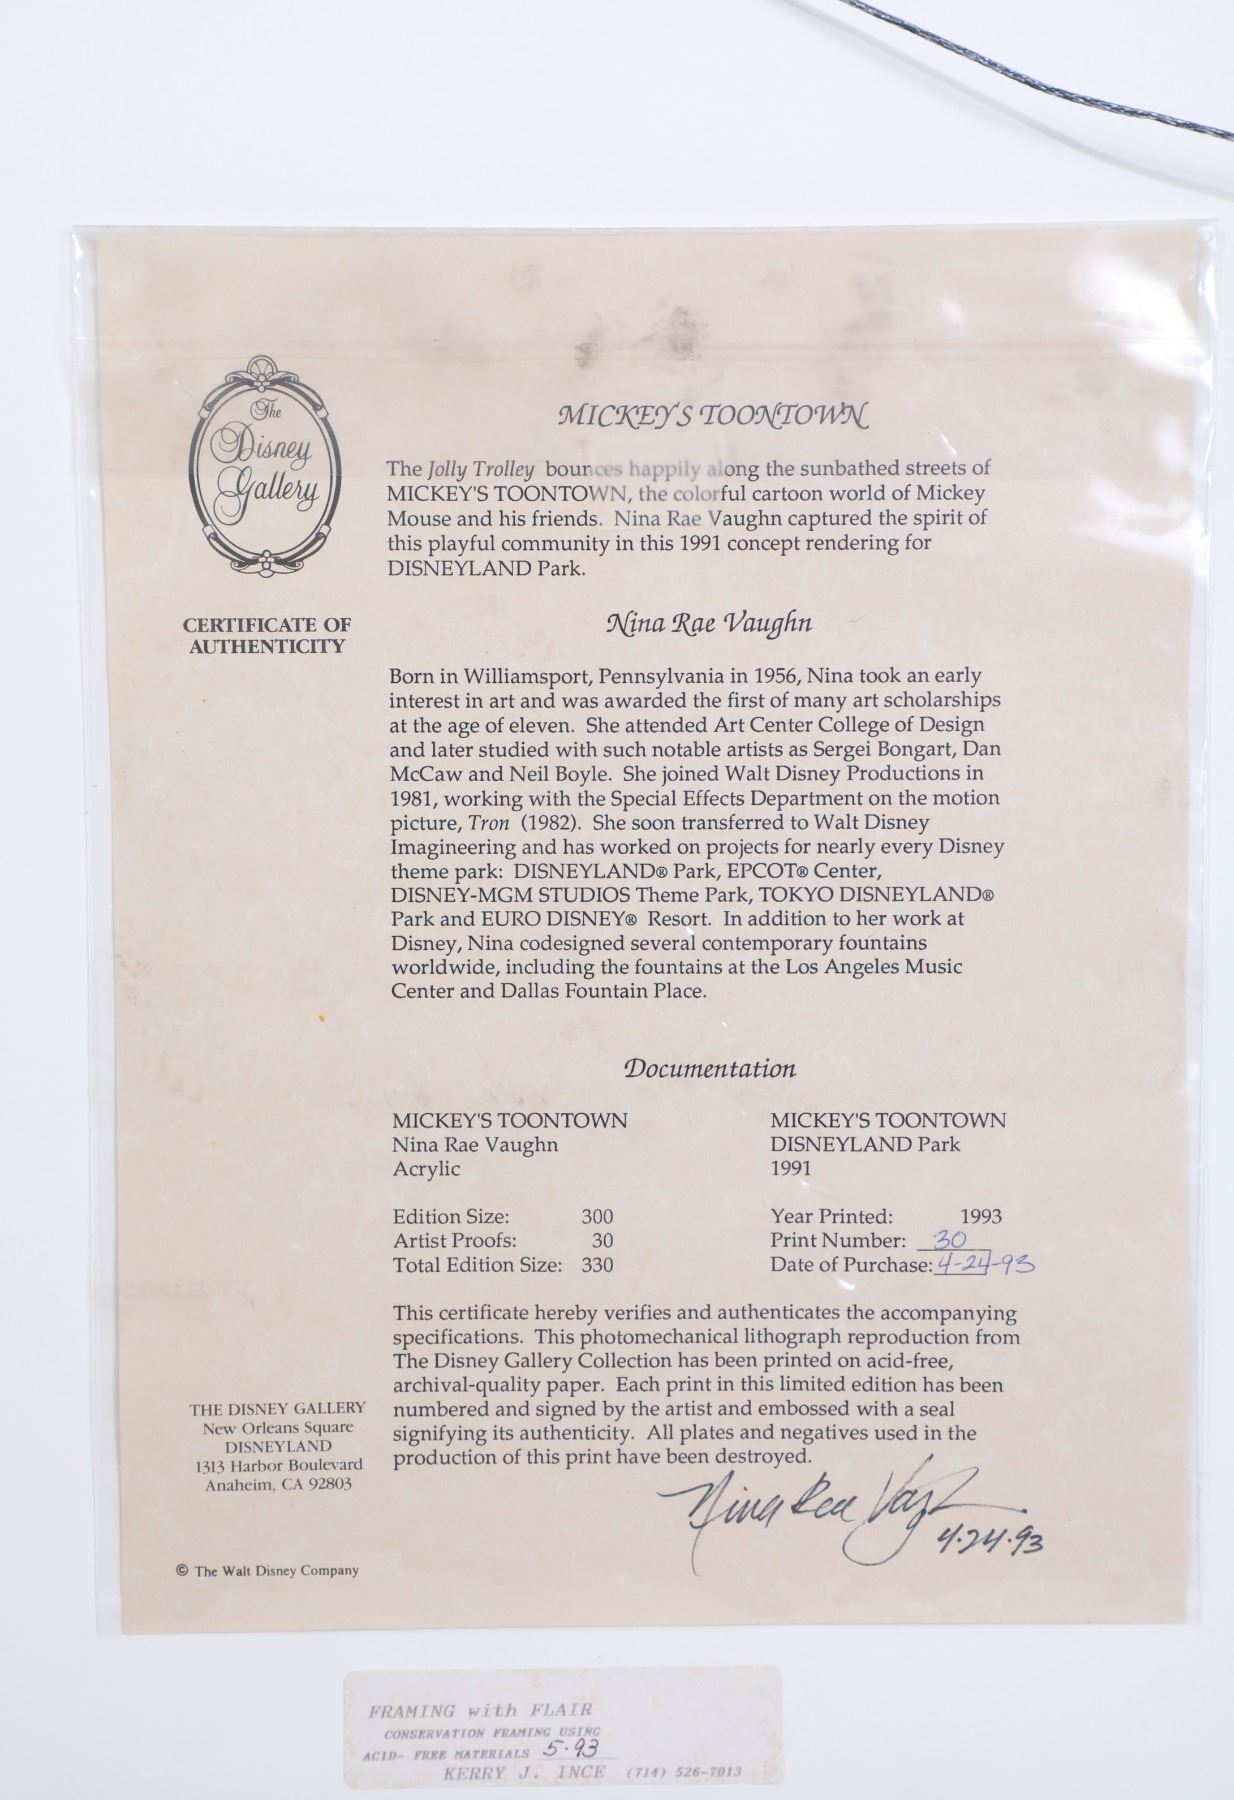 The
Disney
Gallery
CERTIFICATE OF
AUTHENTICITY
MICKEY'S TOONTOWN
The Jolly Trolley bounces happily along the sunbathed streets of
MICKEY'S TOONTOWN, the colorful cartoon world of Mickey
Mouse and his friends. Nina Rae Vaughn captured the spirit of
this playful community in this 1991 concept rendering for
DISNEYLAND Park.
Nina Rae Vaughn
Born in Williamsport, Pennsylvania in 1956, Nina took an early
interest in art and was awarded the first of many art scholarships
at the age of eleven. She attended Art Center College of Design
and later studied with such notable artists as Sergei Bongart, Dan
McCaw and Neil Boyle. She joined Walt Disney Productions in
1981, working with the Special Effects Department on the motion
picture, Tron (1982). She soon transferred to Walt Disney
Imagineering and has worked on projects for nearly every Disney
theme park: DISNEYLAND® Park, EPCOT® Center,
DISNEY-MGM STUDIOS Theme Park, TOKYO DISNEYLAND®
Park and EURO DISNEY® Resort. In addition to her work at
Disney, Nina codesigned several contemporary fountains
worldwide, including the fountains at the Los Angeles Music
Center and Dallas Fountain Place.
Documentation
MICKEY'S TOONTOWN
Nina Rae Vaughn
Acrylic
MICKEY'S TOONTOWN
DISNEYLAND Park
1991
Edition Size: 300
Artist Proofs: 30
Total Edition Size: 330
Year Printed: 1993
Print Number: 30
Date of Purchase: 4-24-93
This certificate hereby verifies and authenticates the accompanying
specifications. This photomechanical lithograph reproduction from
The Disney Gallery Collection has been printed on acid-free,
archival-quality paper. Each print in this limited edition has been
numbered and signed by the artist and embossed with a seal
signifying its authenticity. All plates and negatives used in the
production of this print have been destroyed.
THE DISNEY GALLERY
New Orleans Square
DISNEYLAND
1313 Harbor Boulevard
Anaheim, CA 92803
Nina Rae Vaughn
4.24.93
© The Walt Disney Company
FRAMING with FLAIR
CONSERVATION FRAMING USING
ACID- FREE MATERIALS 5.93
KERRY J. INCE (714) 526-7013